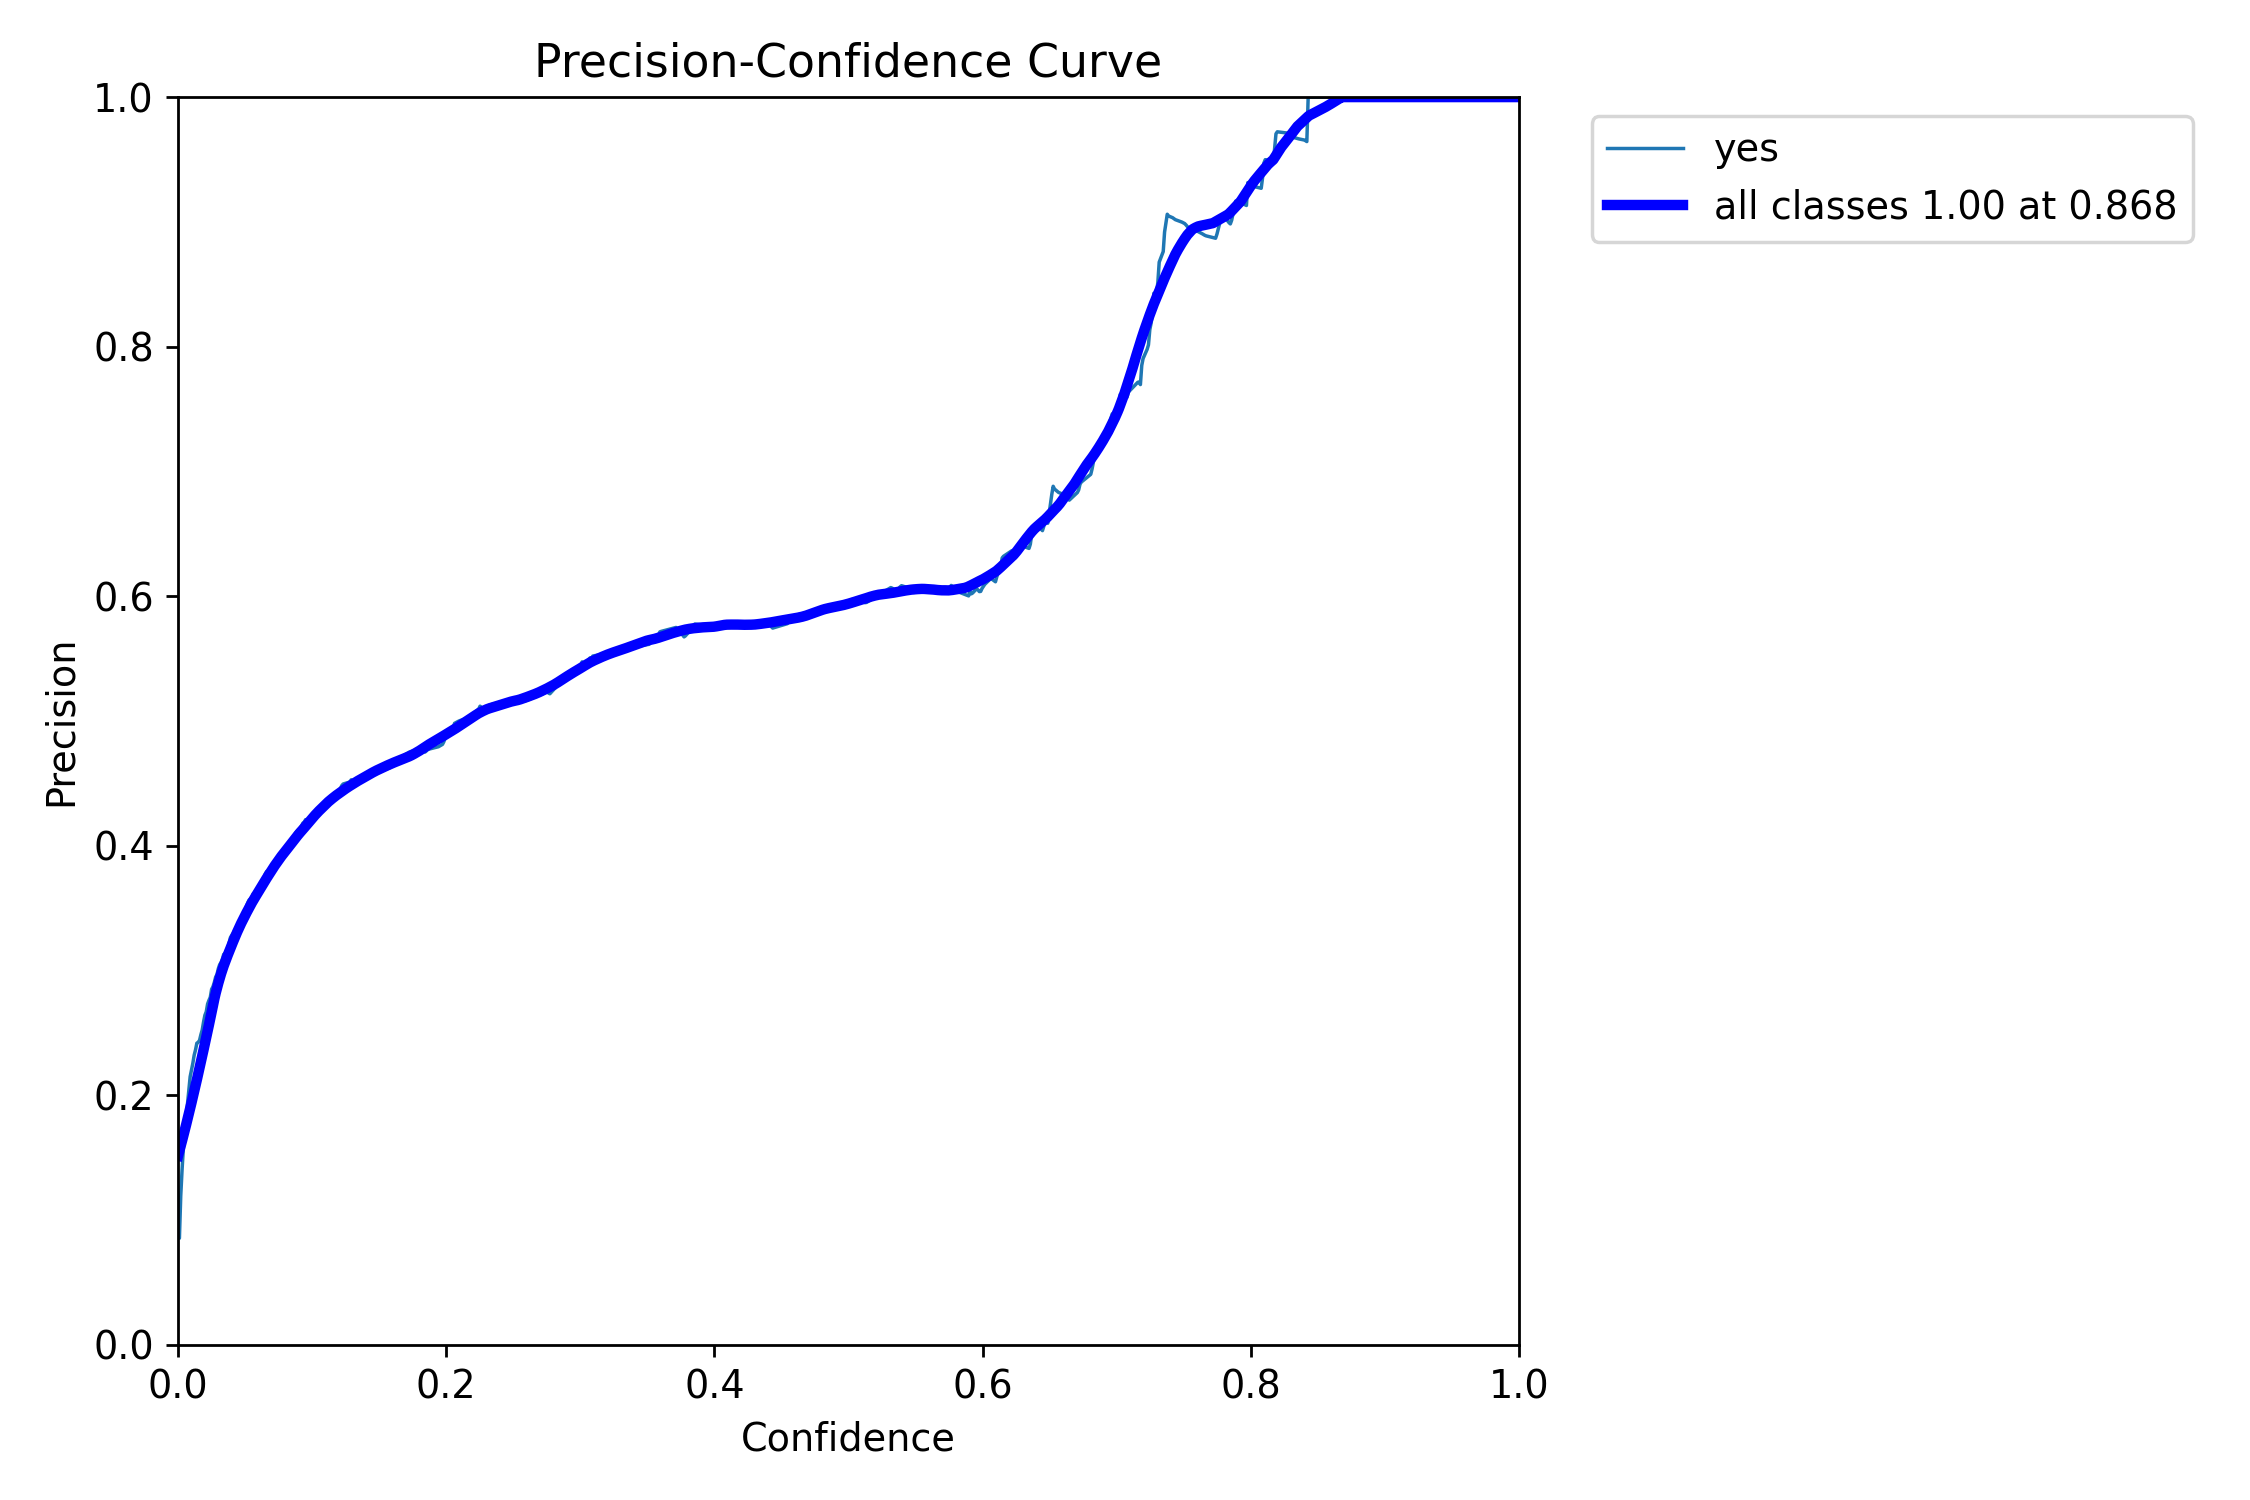 Precision-Confidence Curve
1.0
0.8
0.6
0.4
0.2
0.0
Precision
0.0 0.2 0.4 0.6 0.8 1.0
Confidence
yes
all classes 1.00 at 0.868